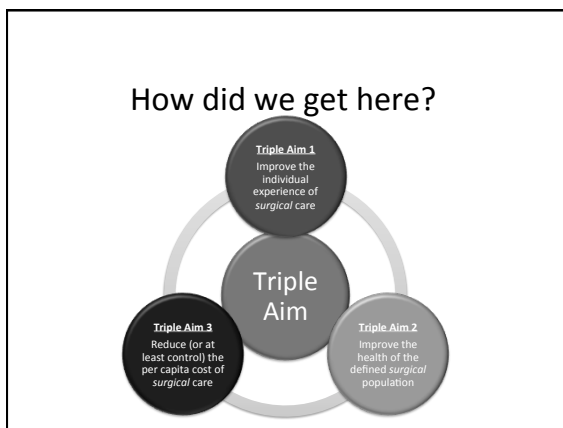 How did we get here?
Triple Aim 1
Improve the
individual
experience of
surgical care
Triple
Aim
Triple Aim 3
Reduce (or at
least control) the
per capita cost of
surgical care
Triple Aim 2
Improve the
health of the
defined surgical
population